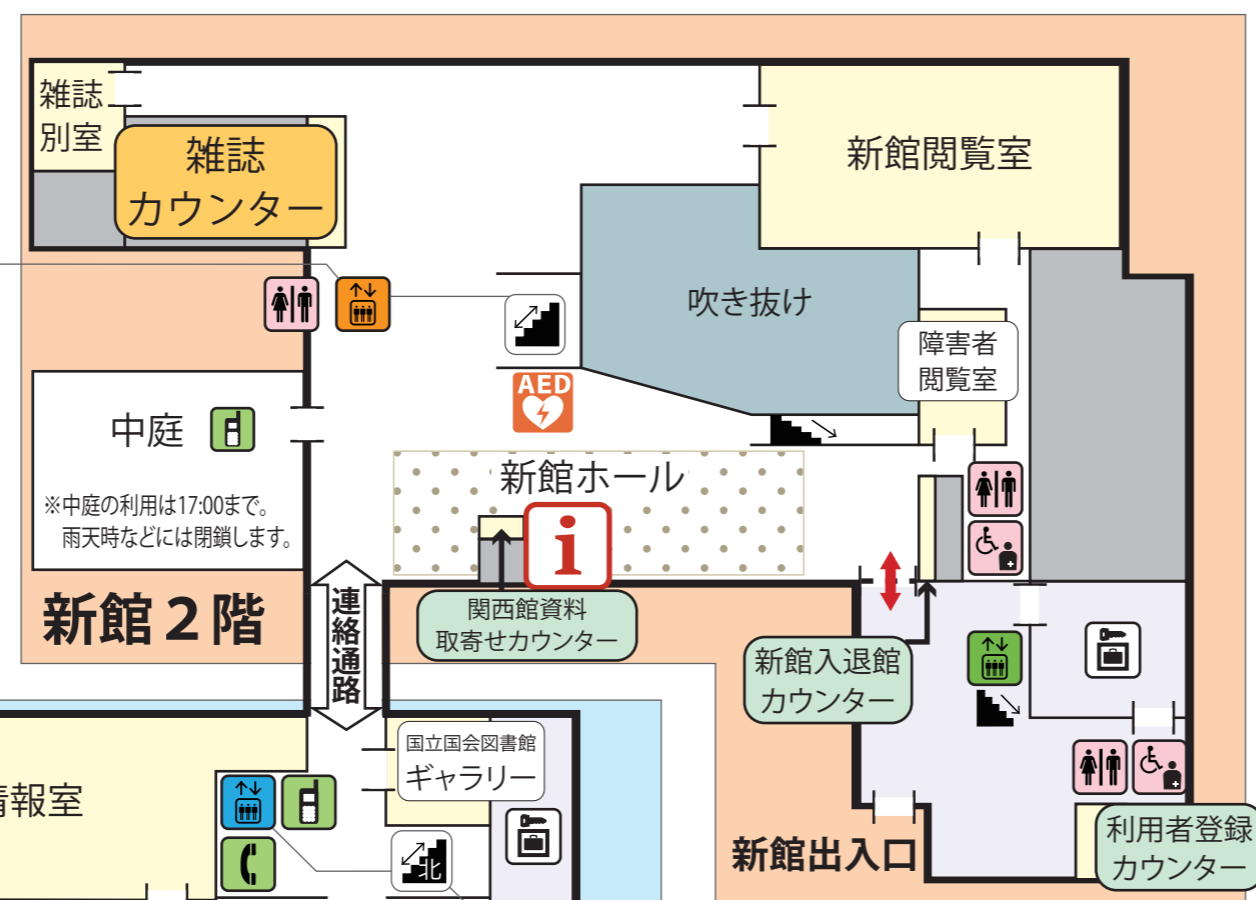 雑誌
別室
雑誌
カウンター
新館閲覧室
吹き抜け
障害者
閲覧室
AED
中庭
※中庭の利用は17:00まで。
雨天時などには閉鎖します。
新館ホール
i
新館２階
連絡通路
関西館資料
取寄せカウンター
新館入退館
カウンター
国立国会図書館
ギャラリー
報室
北
新館出入口
利用者登録
カウンター